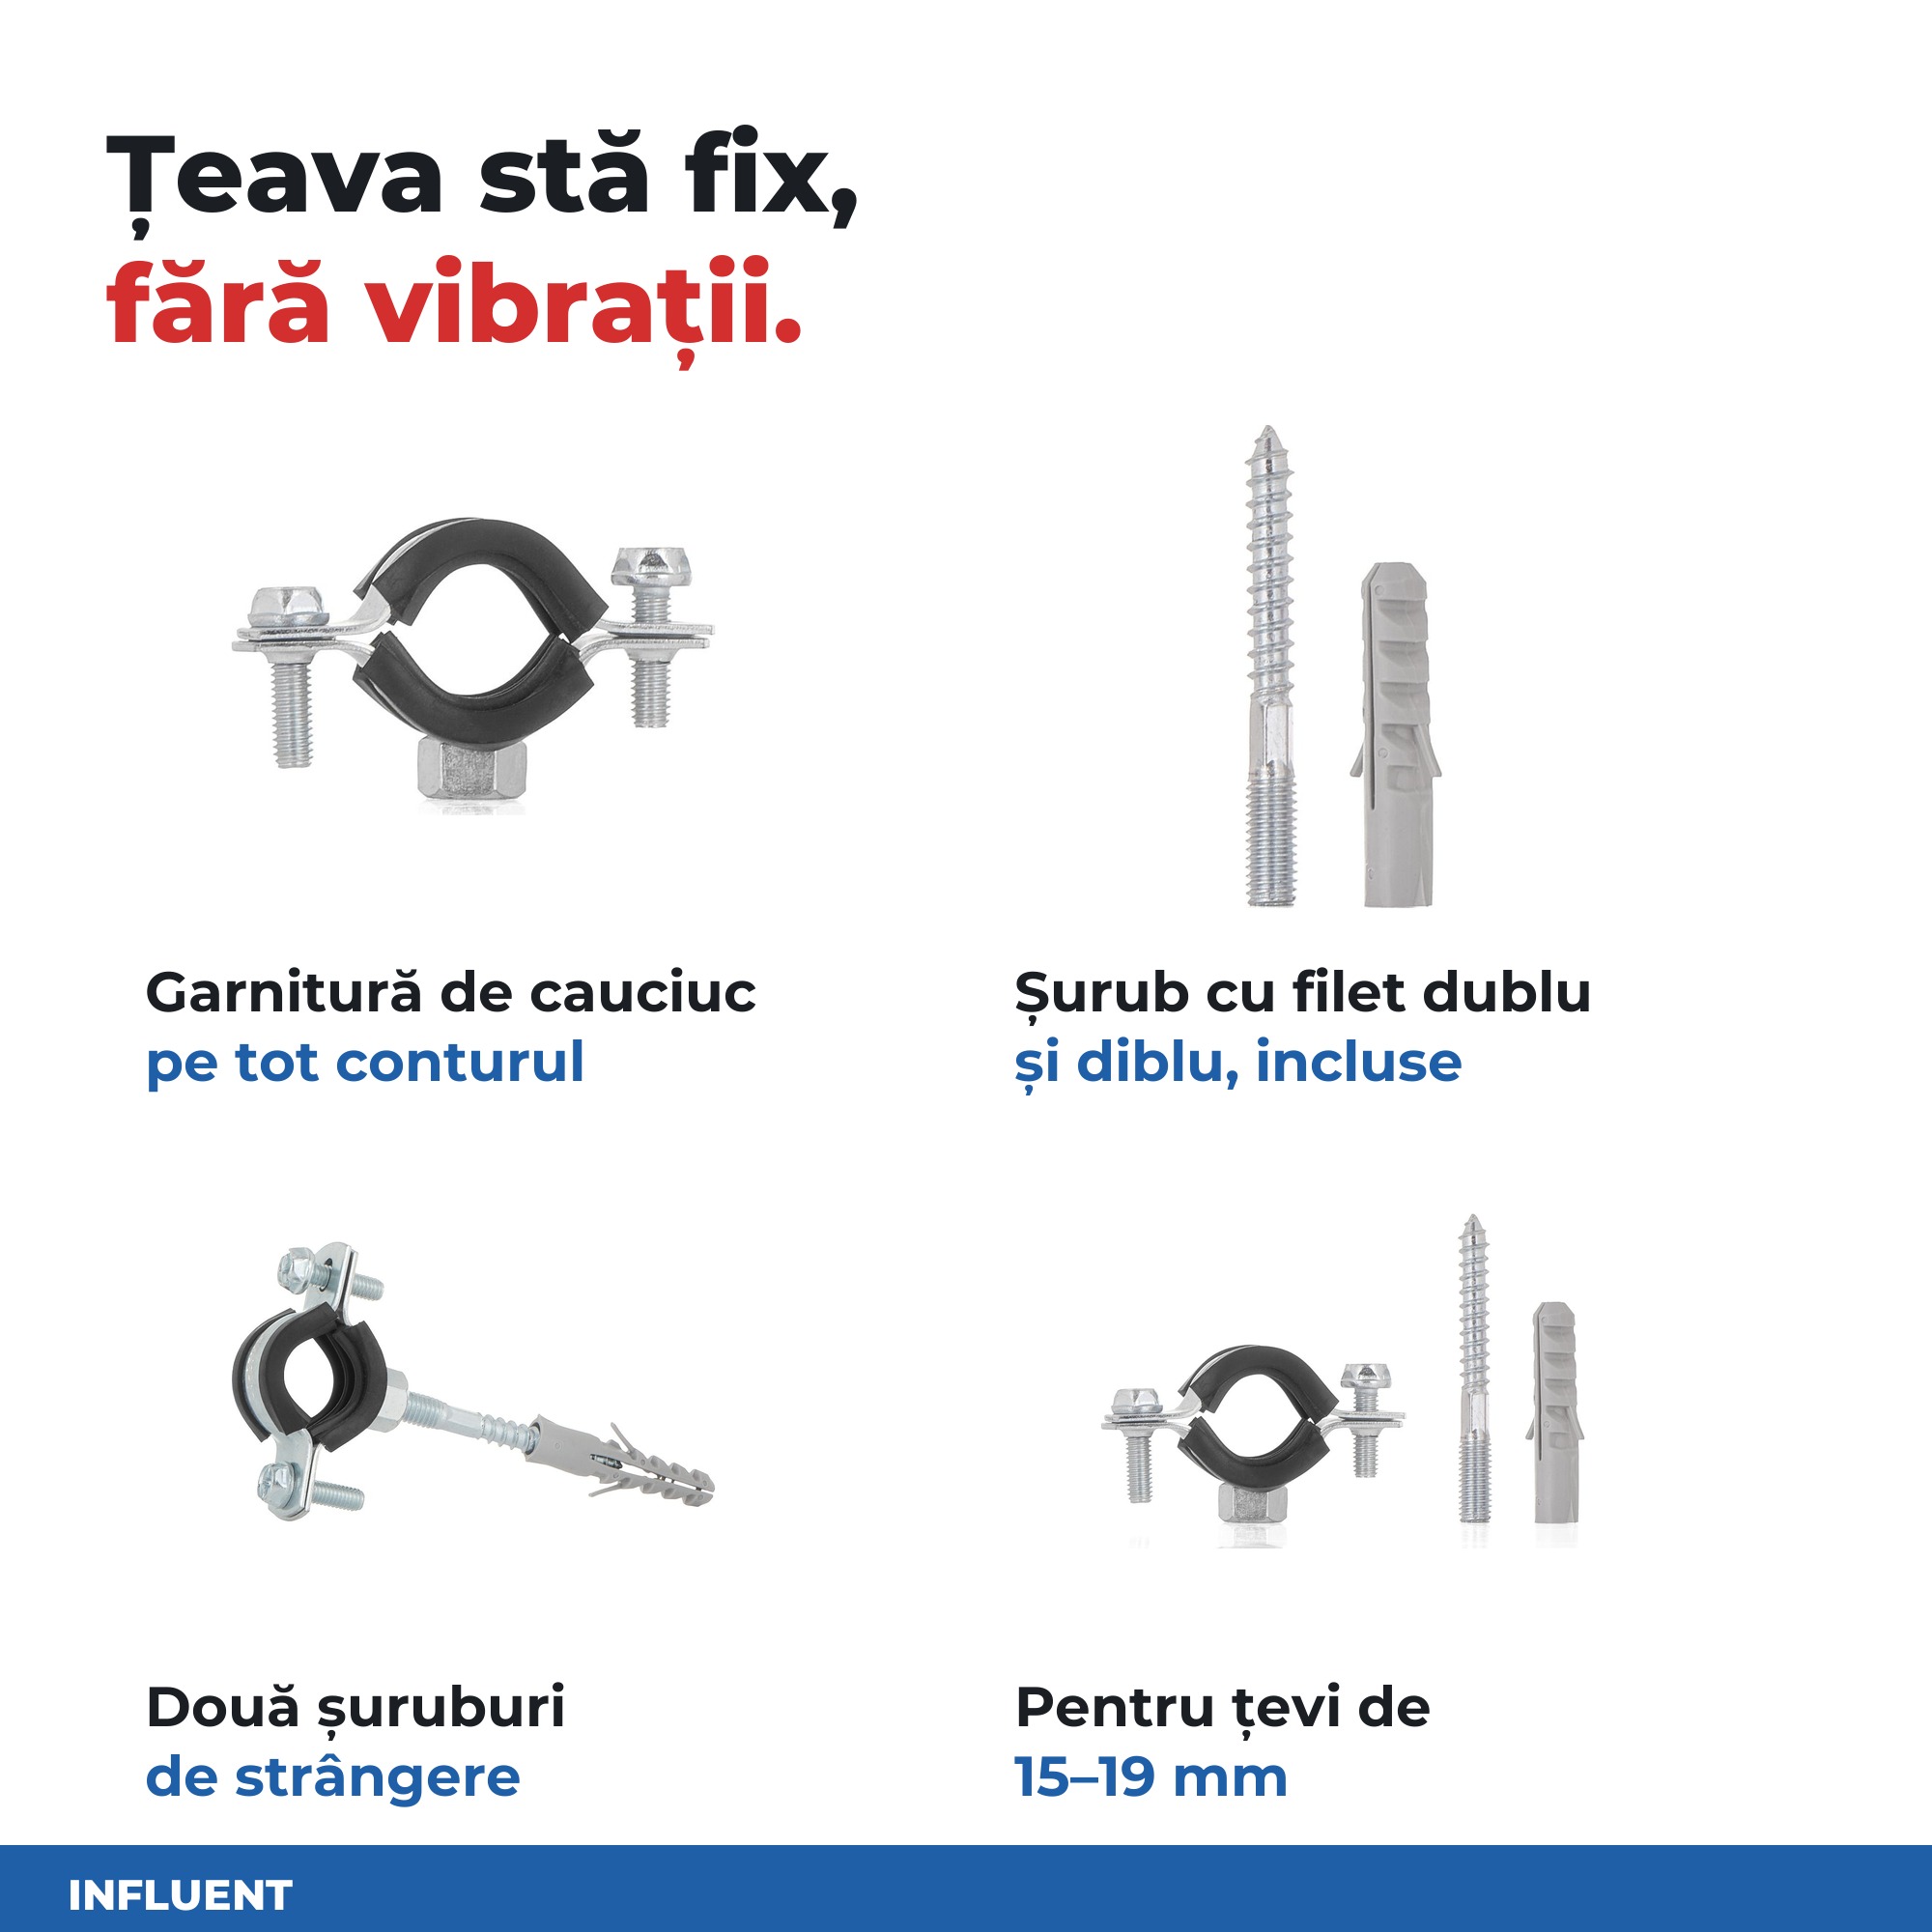 Țeava stă fix,
fără vibrații.
Garnitură de cauciuc
pe tot conturul
Șurub cu filet dublu
și diblu, incluse
Două șuruburi
de strângere
Pentru țevi de
15–19 mm
INFLUENT